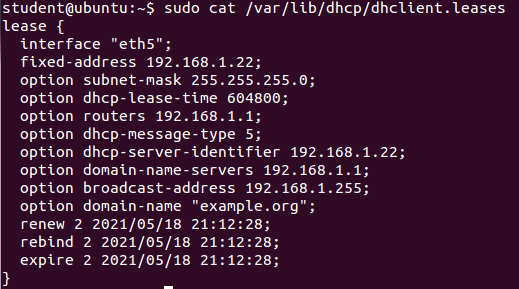 student@ubuntu:~$ sudo cat /var/lib/dhcp/dhclient.leases
lease {
  interface "eth5";
  fixed-address 192.168.1.22;
  option subnet-mask 255.255.255.0;
  option dhcp-lease-time 604800;
  option routers 192.168.1.1;
  option dhcp-message-type 5;
  option dhcp-server-identifier 192.168.1.22;
  option domain-name-servers 192.168.1.1;
  option broadcast-address 192.168.1.255;
  option domain-name "example.org";
  renew 2 2021/05/18 21:12:28;
  rebind 2 2021/05/18 21:12:28;
  expire 2 2021/05/18 21:12:28;
}